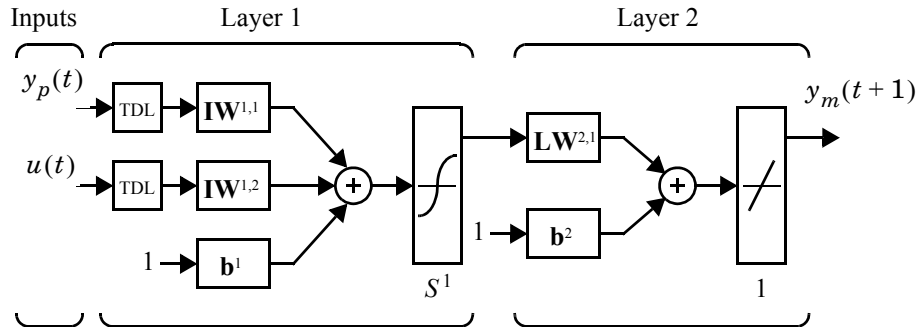 Inputs Layer 1 Layer 2
y_p(t) y_m(t+1)
TDL IW^{1,1}
LW^{2,1}
u(t) TDL IW^{1,2} +
+
1 b^1 1 b^2
S^1 1